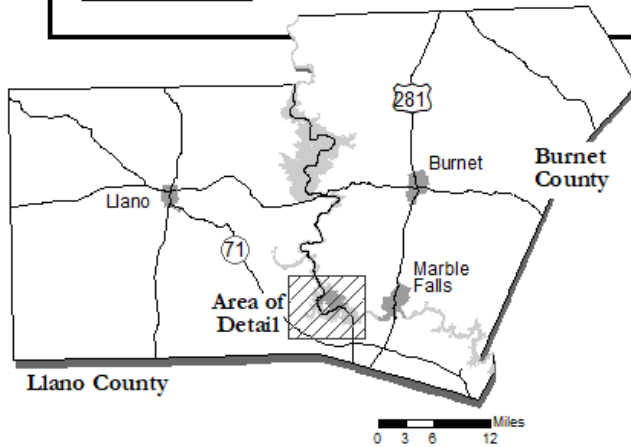 281
Burnet
Burnet
County
Llano
71
Marble
Falls
Area of
Detail
Llano County
Miles
0 3 6 12